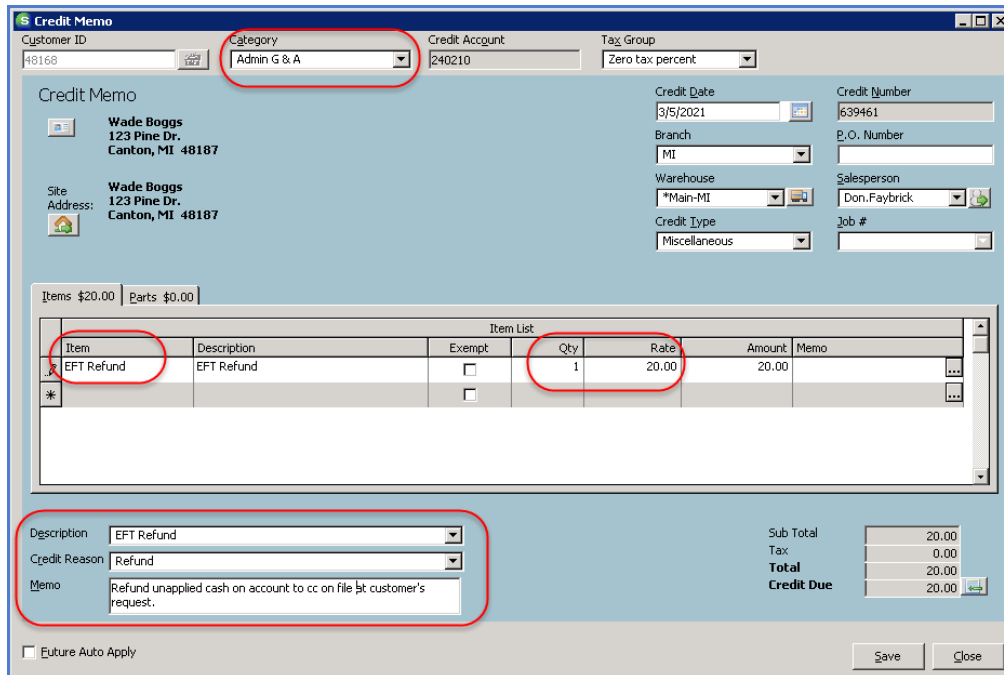 S Credit Memo
Customer ID Category Credit Account Tax Group
48168 Admin G & A 240210 Zero tax percent
Credit Memo
Wade Boggs
123 Pine Dr.
Canton, MI 48187
Site Address:
Wade Boggs
123 Pine Dr.
Canton, MI 48187
Credit Date Credit Number
3/5/2021 639461
Branch P.O. Number
MI
Warehouse Salesperson
*Main-MI Don.Faybrick
Credit Type Job #
Miscellaneous
Items $20.00 Parts $0.00
Item List
Item Description Exempt Qty Rate Amount Memo
EFT Refund EFT Refund 1 20.00 20.00 ...
* ...
Description EFT Refund
Credit Reason Refund
Memo Refund unapplied cash on account to cc on file at customer's
request.
Sub Total 20.00
Tax 0.00
Total 20.00
Credit Due 20.00
Future Auto Apply
Save Close